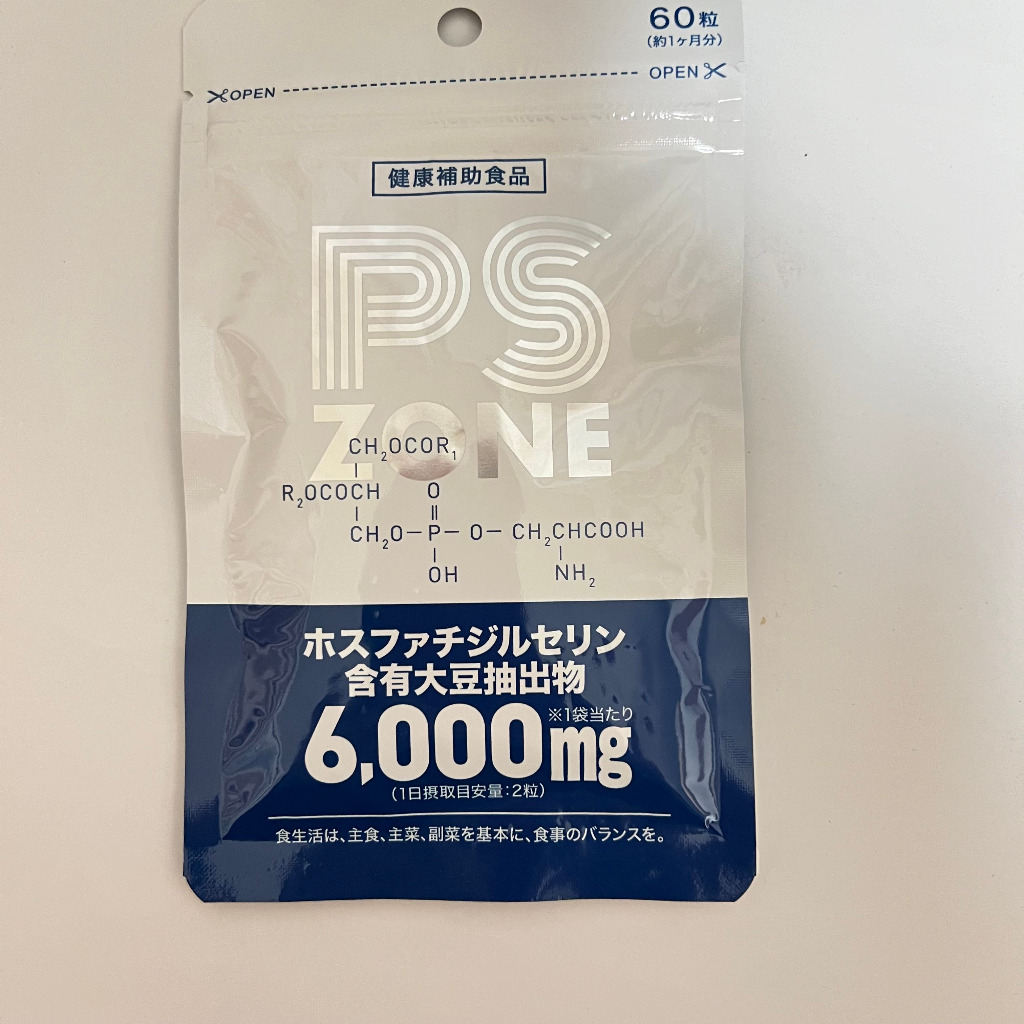 60粒
(約1ヶ月分)
OPEN OPEN
健康補助食品
PS
ZONE
CH₂OCOR₁
R₂OCOCH O
CH₂O－P－O－CH₂CHCOOH
OH NH₂
ホスファチジルセリン
含有大豆抽出物
※1袋当たり
6,000mg
(1日摂取目安量:2粒)
食生活は、主食、主菜、副菜を基本に、食事のバランスを。